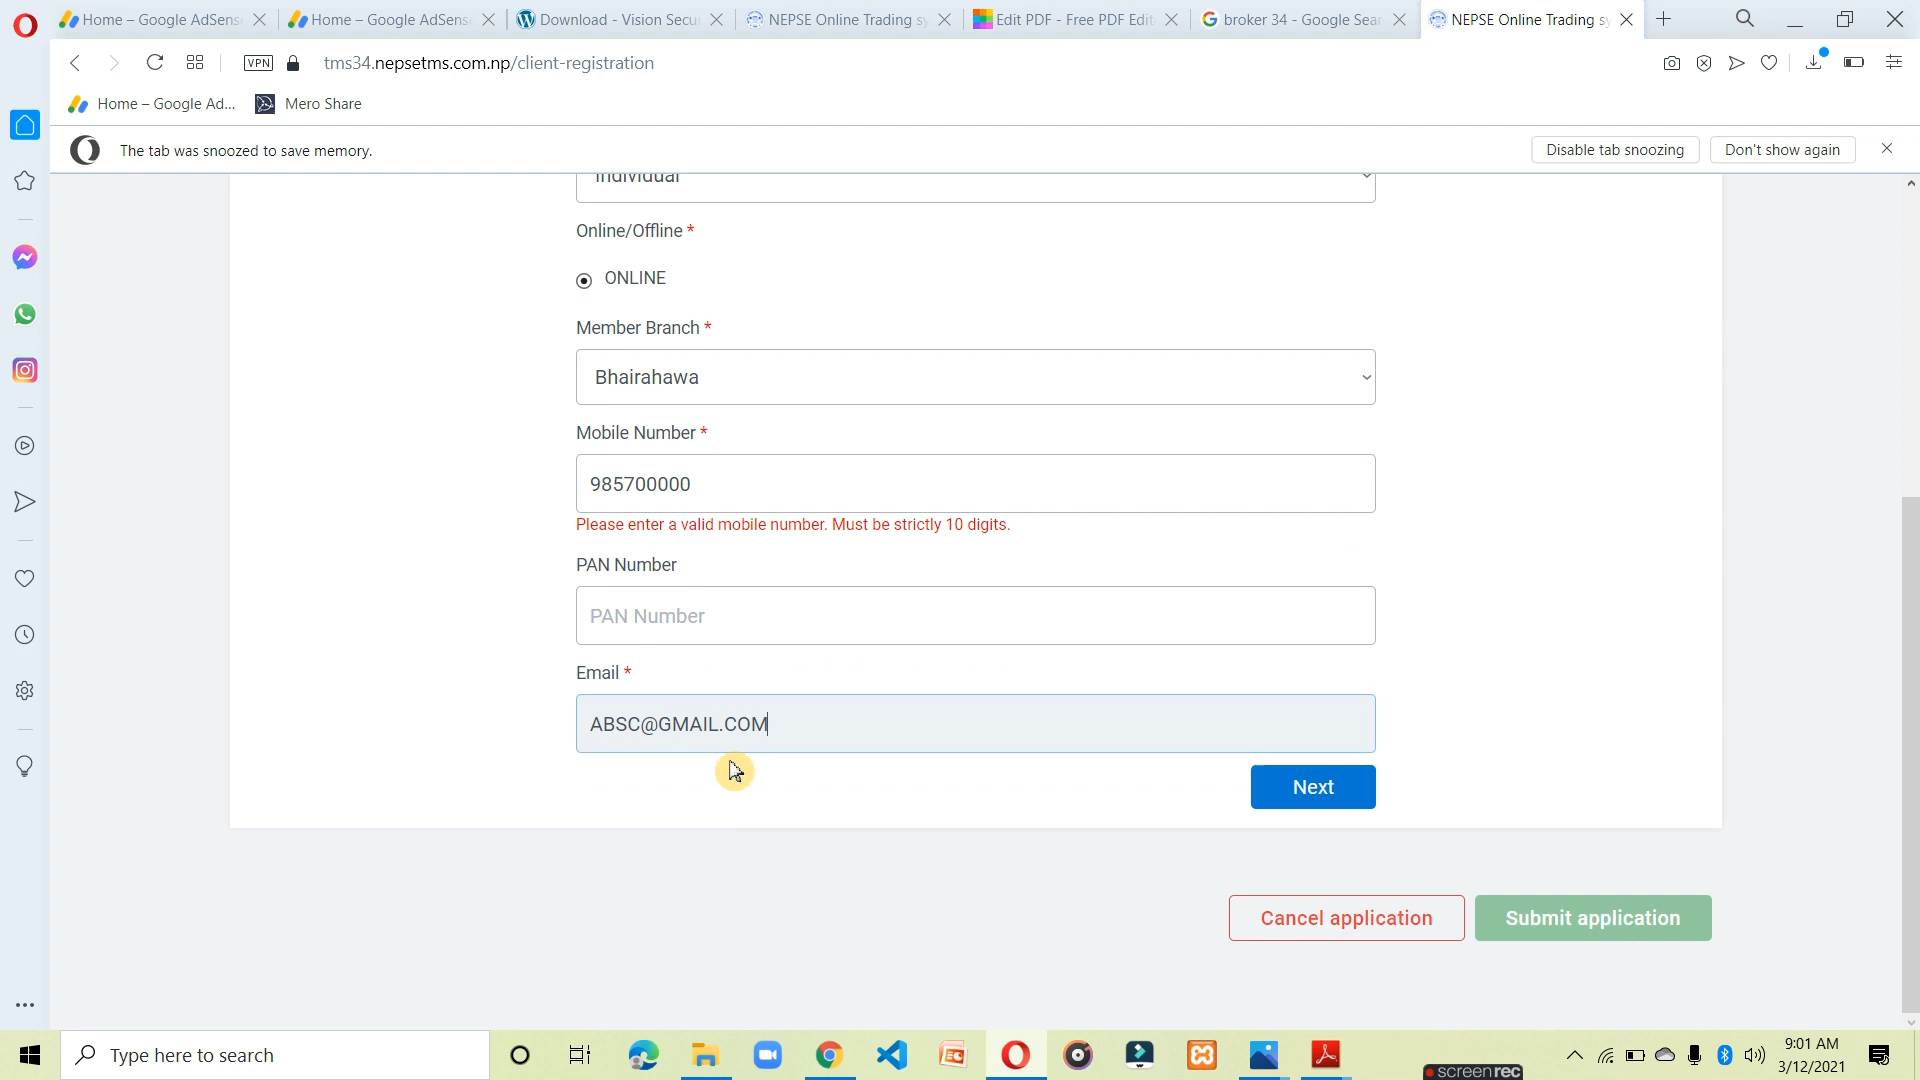 Home – Google AdSens
Home – Google AdSens
Download - Vision Secu
NEPSE Online Trading sy
Edit PDF - Free PDF Edit
broker 34 - Google Sear
NEPSE Online Trading sy
VPN
tms34.nepsetms.com.np/client-registration
Home – Google Ad...
Mero Share
The tab was snoozed to save memory.
Disable tab snoozing
Don't show again
Individual
Online/Offline *
ONLINE
Member Branch *
Bhairahawa
Mobile Number *
985700000
Please enter a valid mobile number. Must be strictly 10 digits.
PAN Number
PAN Number
Email *
ABSC@GMAIL.COM
Next
Cancel application
Submit application
Type here to search
screenrec
9:01 AM
3/12/2021